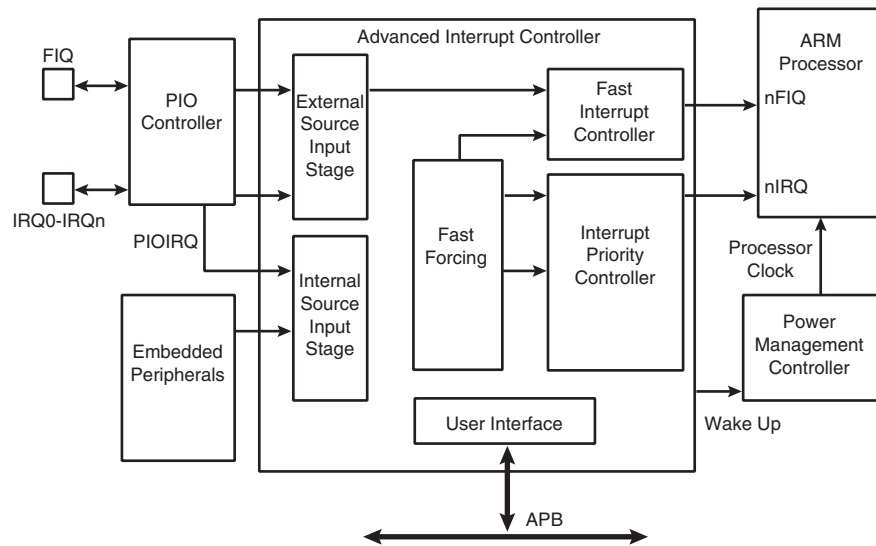 FIQ
IRQ0-IRQn
PIO
Controller
PIOIRQ
Embedded
Peripherals
Advanced Interrupt Controller
External
Source
Input
Stage
Internal
Source
Input
Stage
Fast
Forcing
Fast
Interrupt
Controller
Interrupt
Priority
Controller
User Interface
APB
ARM
Processor
nFIQ
nIRQ
Processor
Clock
Power
Management
Controller
Wake Up